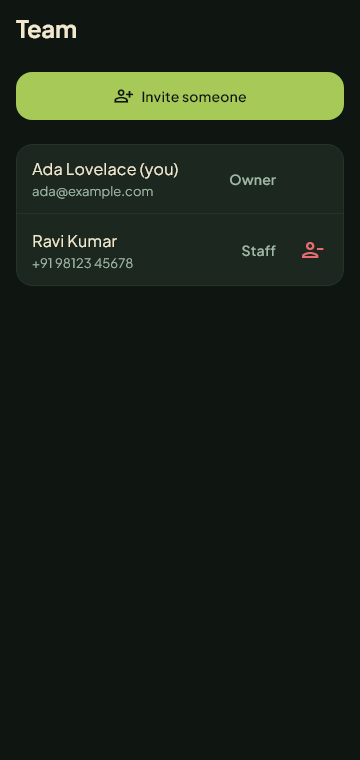 Team
Invite someone
Ada Lovelace (you)
ada@example.com
Owner
Ravi Kumar
+91 98123 45678
Staff